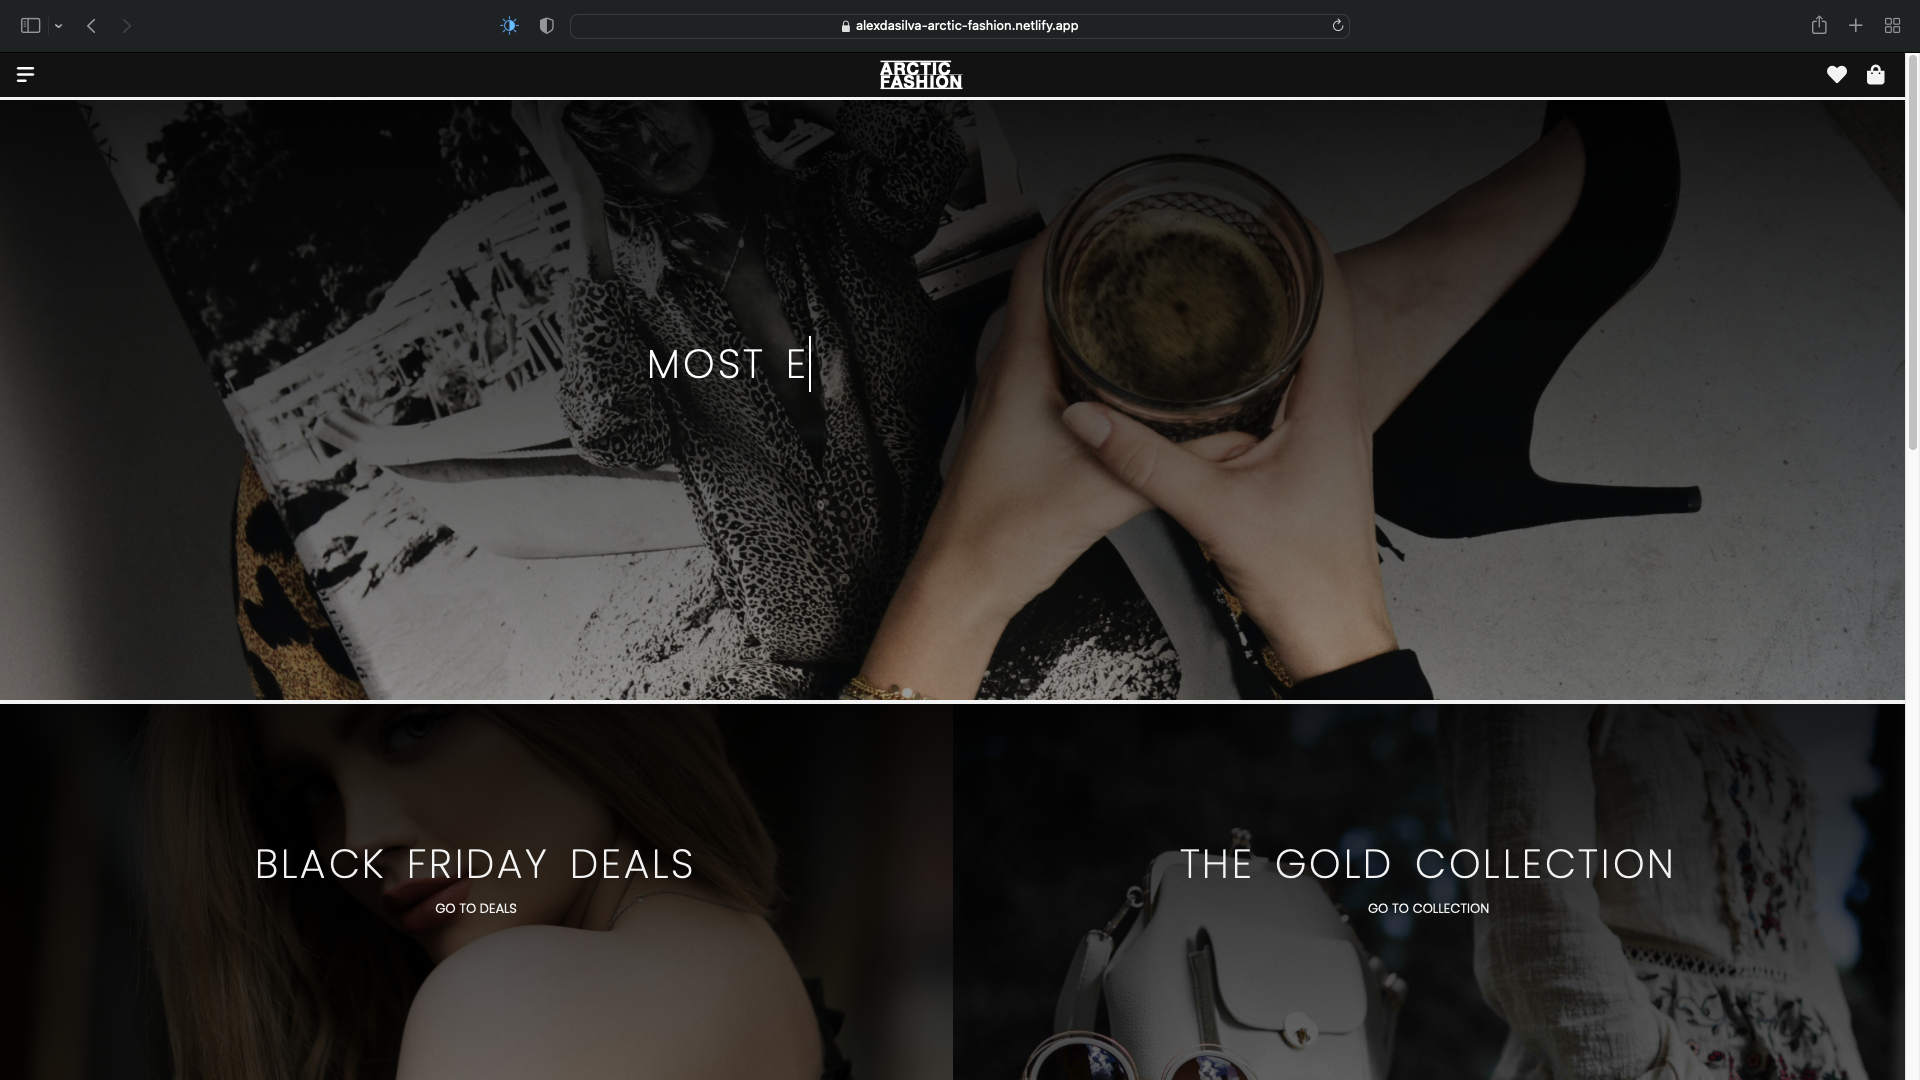 alexdasilva-arctic-fashion.netlify.app
ARCTIC
FASHION
MOST E
BLACK FRIDAY DEALS
GO TO DEALS
THE GOLD COLLECTION
GO TO COLLECTION